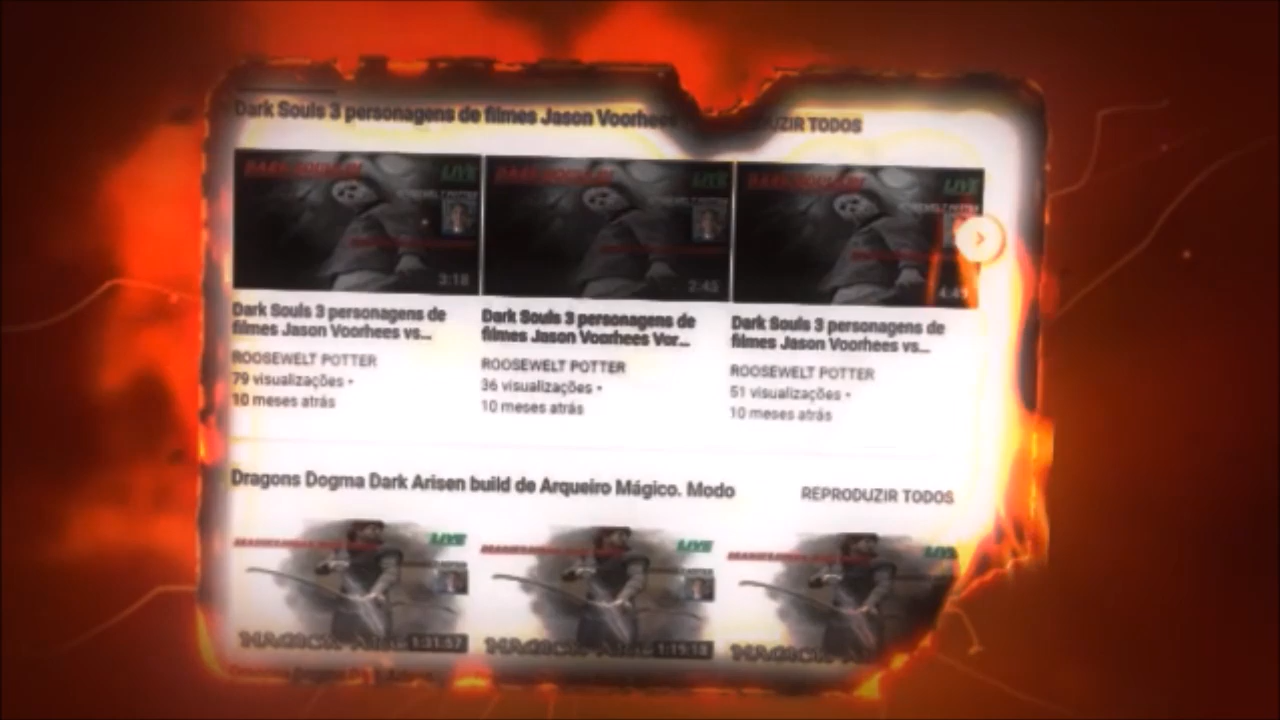 Dark Souls 3 personagens de filmes Jason Voorhees
UZIR TODOS
LIVE
3:18
LIVE
2:45
LIVE
Dark Souls 3 personagens de
filmes Jason Voorhees vs...
ROOSEWELT POTTER
79 visualizações •
10 meses atrás
Dark Souls 3 personagens de
filmes Jason Voorhees Vor...
ROOSEWELT POTTER
36 visualizações •
10 meses atrás
Dark Souls 3 personagens de
filmes Jason Voorhees vs...
ROOSEWELT POTTER
51 visualizações •
10 meses atrás
Dragons Dogma Dark Arisen build de Arqueiro Mágico. Modo
REPRODUZIR TODOS
LIVE
1:31:57
LIVE
1:19:18
LIVE